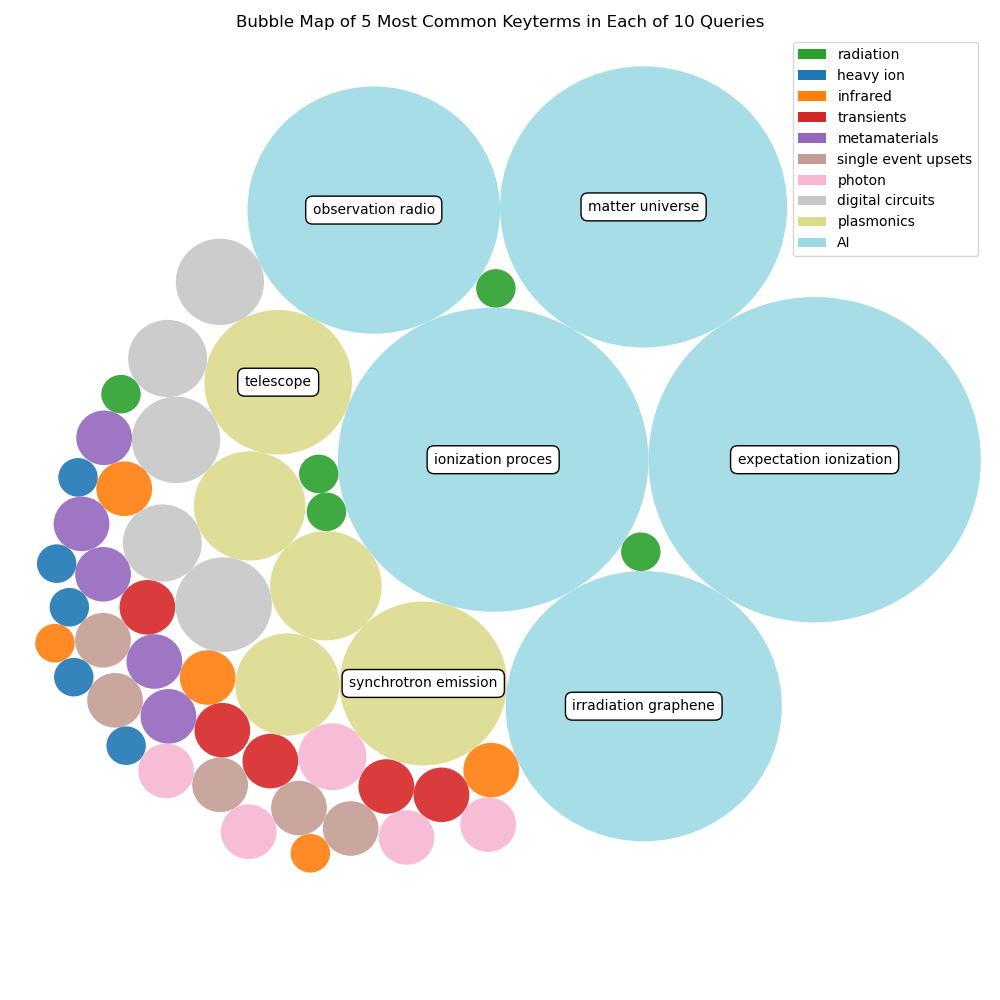 Bubble Map of 5 Most Common Keyterms in Each of 10 Queries
radiation
heavy ion
infrared
transients
metamaterials
single event upsets
photon
digital circuits
plasmonics
AI
observation radio
matter universe
telescope
ionization proces
expectation ionization
synchrotron emission
irradiation graphene